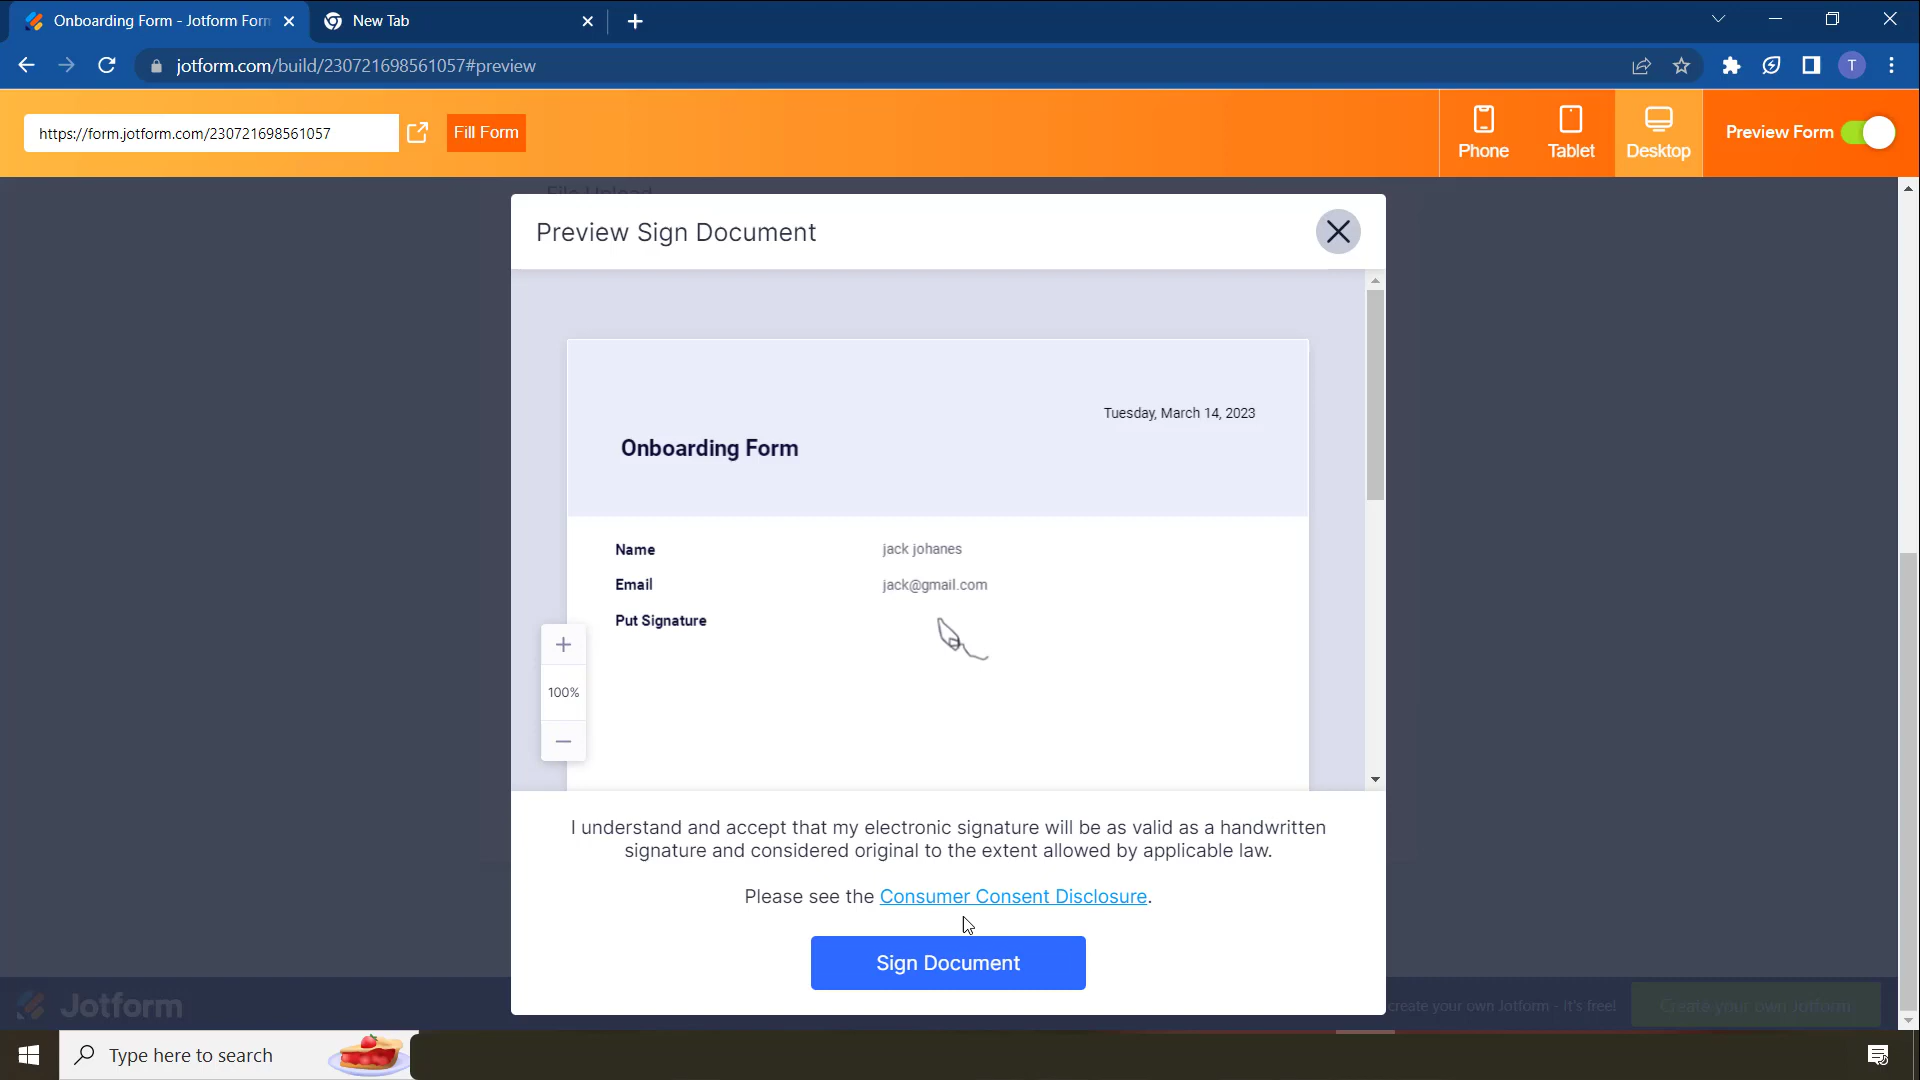 Onboarding Form - Jotform Form
New Tab
jotform.com/build/230721698561057#preview
T
https://form.jotform.com/230721698561057
Fill Form
Phone
Tablet
Desktop
Preview Form
File Upload
Preview Sign Document
Tuesday, March 14, 2023
Onboarding Form
Name
jack johanes
Email
jack@gmail.com
Put Signature
100%
I understand and accept that my electronic signature will be as valid as a handwritten
signature and considered original to the extent allowed by applicable law.
Please see the Consumer Consent Disclosure.
Sign Document
Jotform
create your own Jotform - It's free!
Create your own Jotform
Type here to search